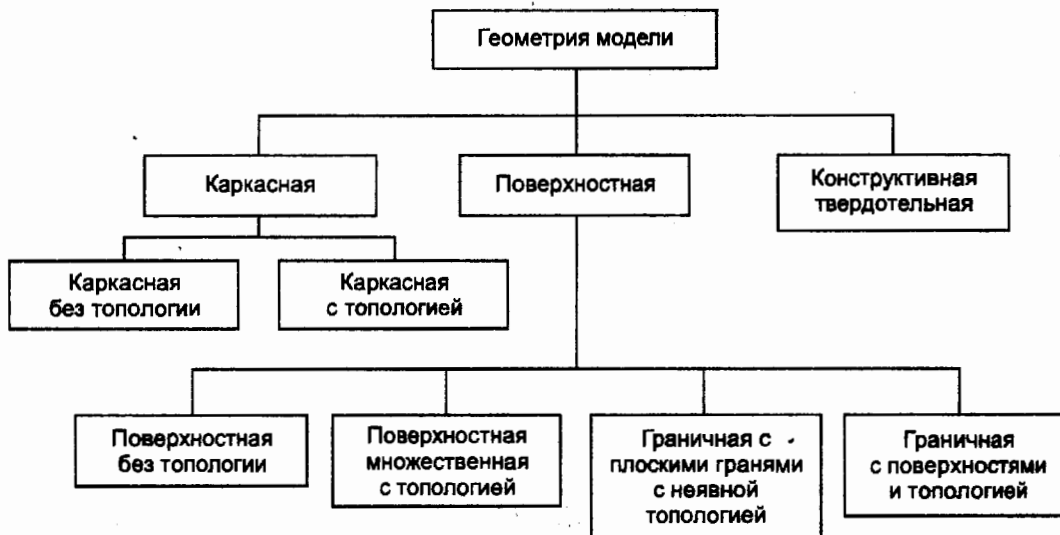 Геометрия модели
Каркасная
Поверхностная
Конструктивная
твердотельная
Каркасная
без топологии
Каркасная
с топологией
Поверхностная
без топологии
Поверхностная
множественная
с топологией
Граничная с
плоскими гранями
с неявной
топологией
Граничная
с поверхностями
и топологией